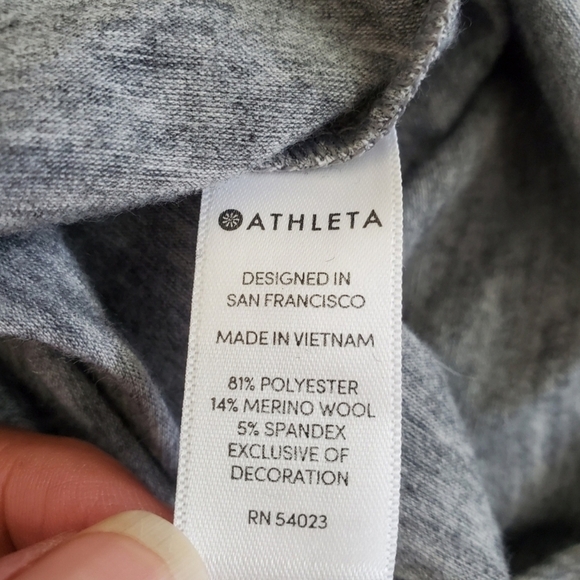 ATHLETA
DESIGNED IN
SAN FRANCISCO
MADE IN VIETNAM
81% POLYESTER
14% MERINO WOOL
5% SPANDEX
EXCLUSIVE OF
DECORATION
RN 54023